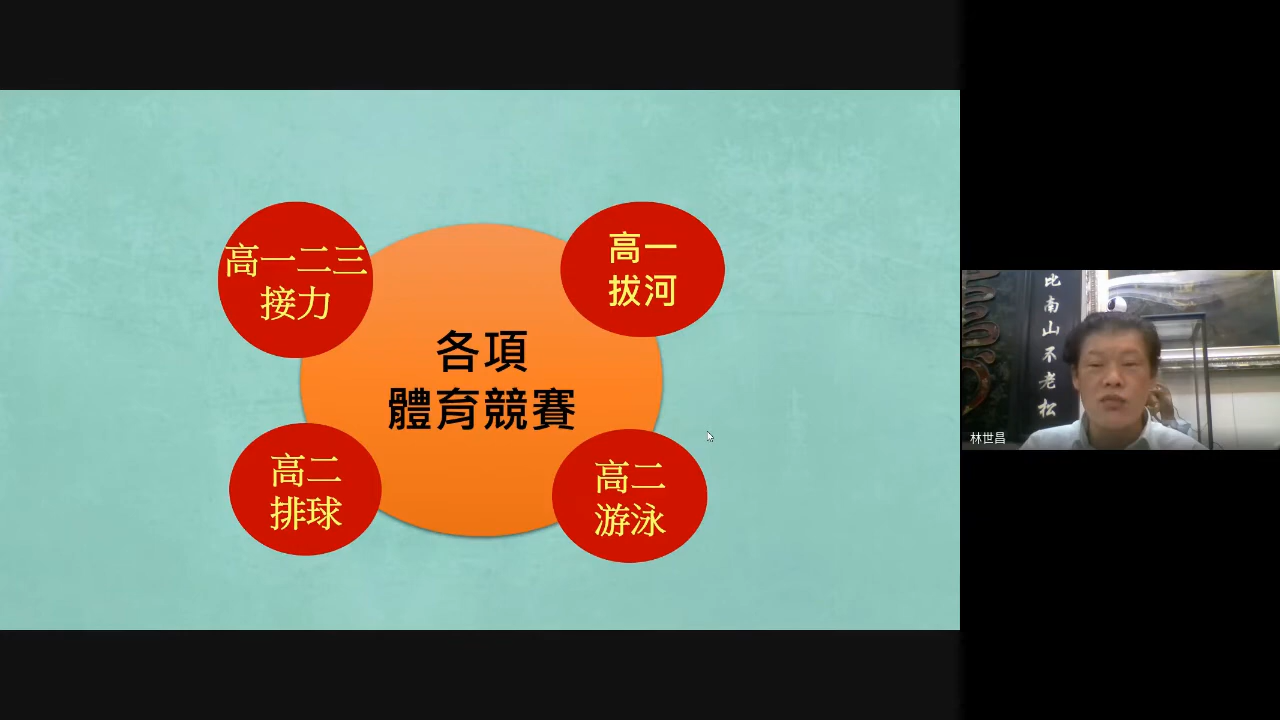 高一二三
接力
高一
拔河
各項
體育競賽
高二
排球
高二
游泳
比南山不老松
林世昌